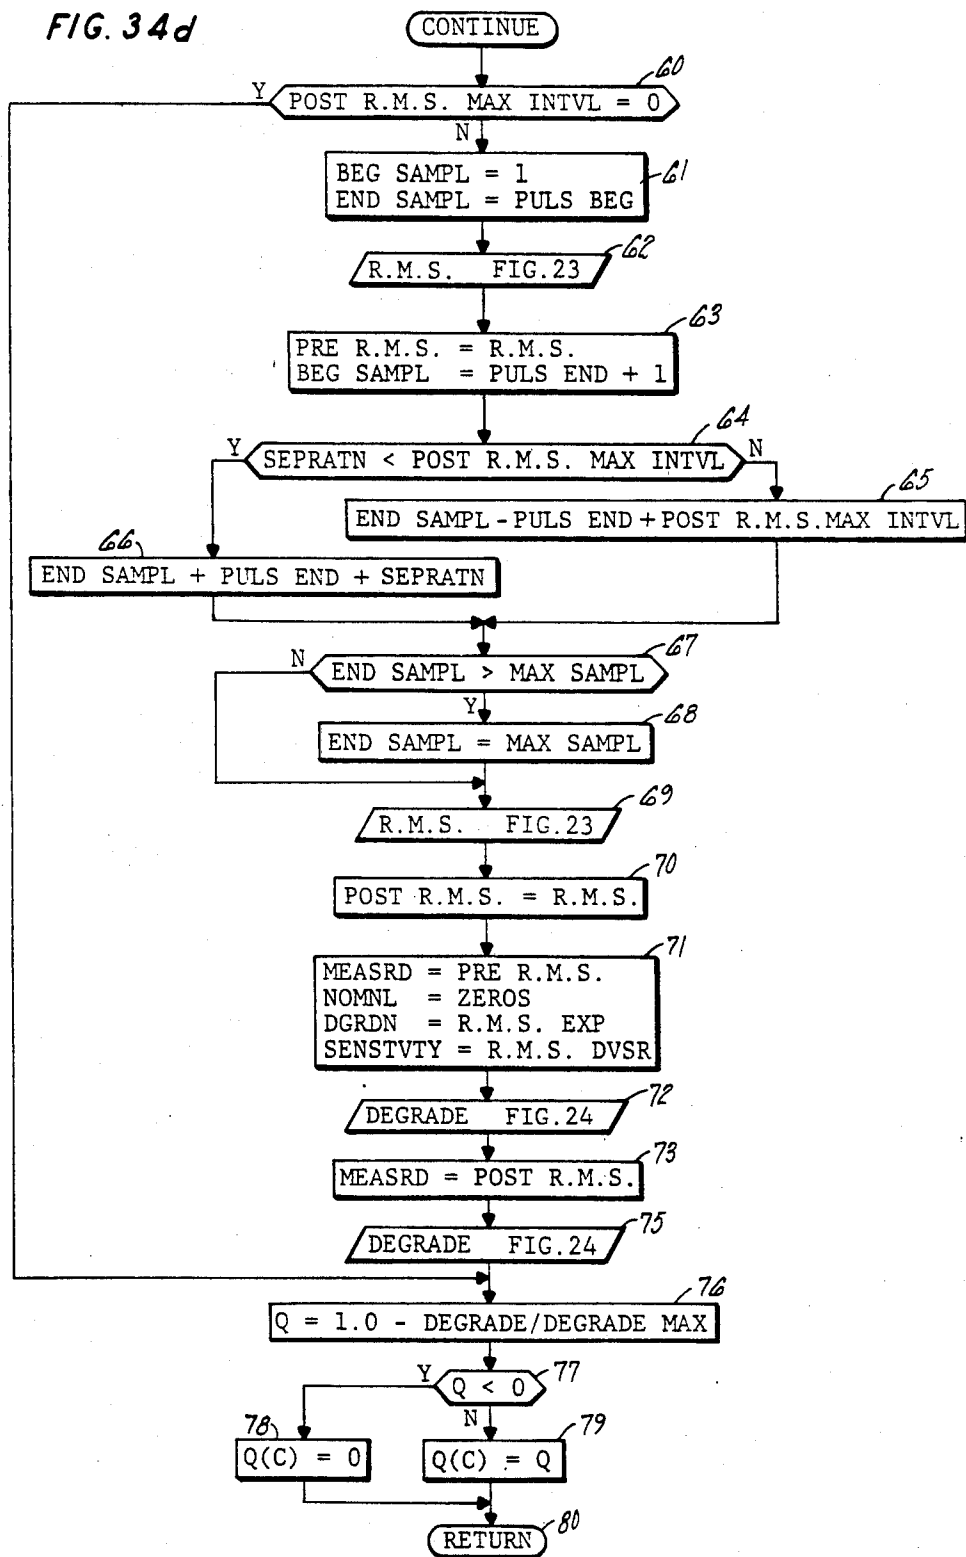 FIG. 34d
CONTINUE
60
Y
POST R.M.S. MAX INTVL = 0
N
61
BEG SAMPL = 1
END SAMPL = PULS BEG
62
R.M.S. FIG.23
63
PRE R.M.S. = R.M.S.
BEG SAMPL = PULS END + 1
64
Y
SEPRATN < POST R.M.S. MAX INTVL
N
65
END SAMPL-PULS END+POST R.M.S.MAX INTVL
66
END SAMPL + PULS END + SEPRATN
67
N
END SAMPL > MAX SAMPL
Y
68
END SAMPL = MAX SAMPL
69
R.M.S. FIG.23
70
POST R.M.S. = R.M.S.
71
MEASRD = PRE R.M.S.
NOMNL = ZEROS
DGRDN = R.M.S. EXP
SENSTVTY = R.M.S. DVSR
72
DEGRADE FIG.24
73
MEASRD = POST R.M.S.
75
DEGRADE FIG.24
76
Q = 1.0 - DEGRADE/DEGRADE MAX
77
Y
Q < 0
N
78
Q(C) = 0
79
Q(C) = Q
80
RETURN